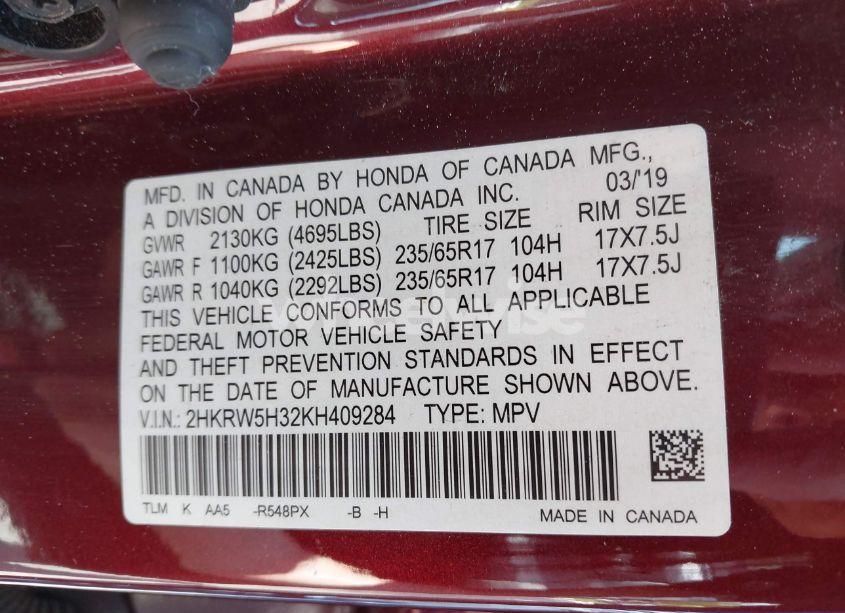 MFD. IN CANADA BY HONDA OF CANADA MFG.,
A DIVISION OF HONDA CANADA INC. 03/'19
GVWR 2130KG (4695LBS) TIRE SIZE RIM SIZE
GAWR F 1100KG (2425LBS) 235/65R17 104H 17X7.5J
GAWR R 1040KG (2292LBS) 235/65R17 104H 17X7.5J
THIS VEHICLE CONFORMS TO ALL APPLICABLE
FEDERAL MOTOR VEHICLE SAFETY
AND THEFT PREVENTION STANDARDS IN EFFECT
ON THE DATE OF MANUFACTURE SHOWN ABOVE.
V.I.N.: 2HKRW5H32KH409284 TYPE: MPV
TLM K AA5 -R548PX -B -H MADE IN CANADA